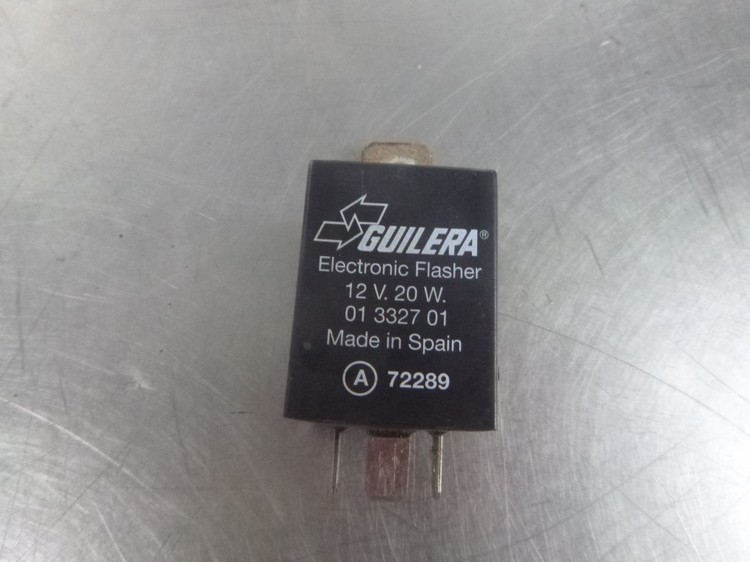 GUILERA®
Electronic Flasher
12 V. 20 W.
01 3327 01
Made in Spain
A 72289